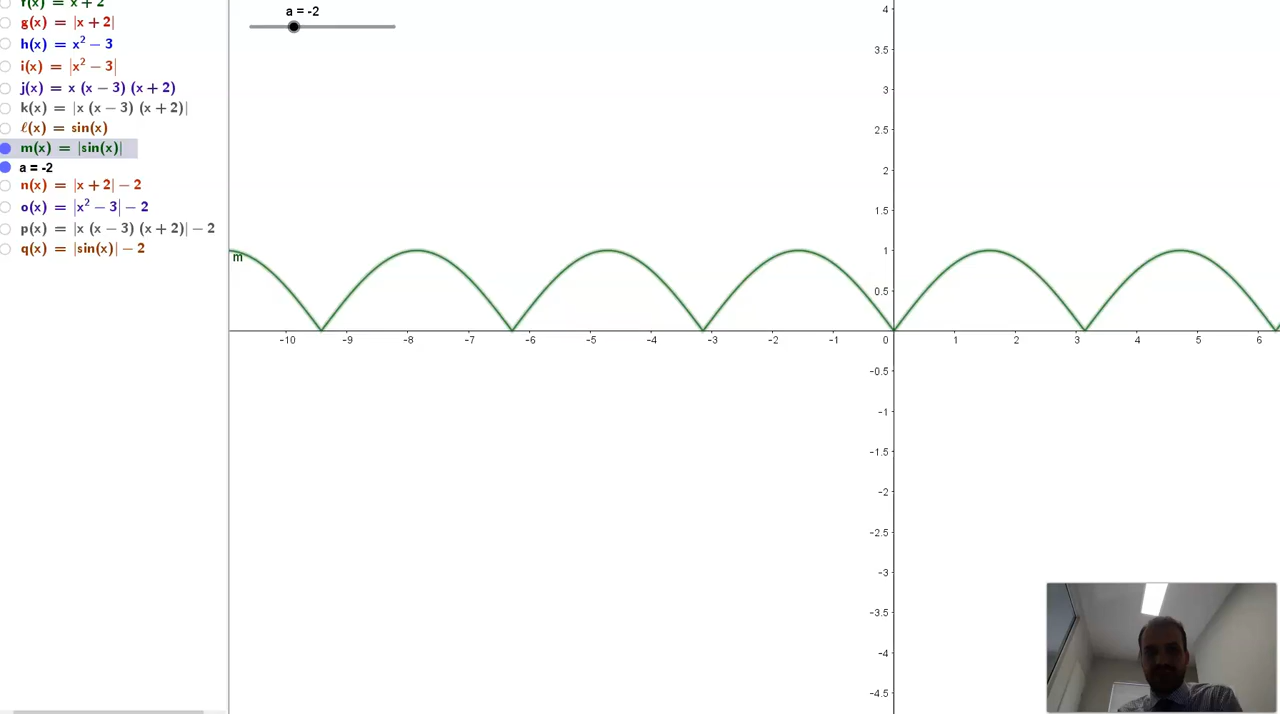 f(x) = x + 2
g(x) = |x + 2|
h(x) = x² − 3
i(x) = |x² − 3|
j(x) = x (x − 3) (x + 2)
k(x) = |x (x − 3) (x + 2)|
ℓ(x) = sin(x)
m(x) = |sin(x)|
a = -2
n(x) = |x + 2| − 2
o(x) = |x² − 3| − 2
p(x) = |x (x − 3) (x + 2)| − 2
q(x) = |sin(x)| − 2
a = -2
m
4
3.5
3
2.5
2
1.5
1
0.5
-10 -9 -8 -7 -6 -5 -4 -3 -2 -1 0 1 2 3 4 5 6
-0.5
-1
-1.5
-2
-2.5
-3
-3.5
-4
-4.5